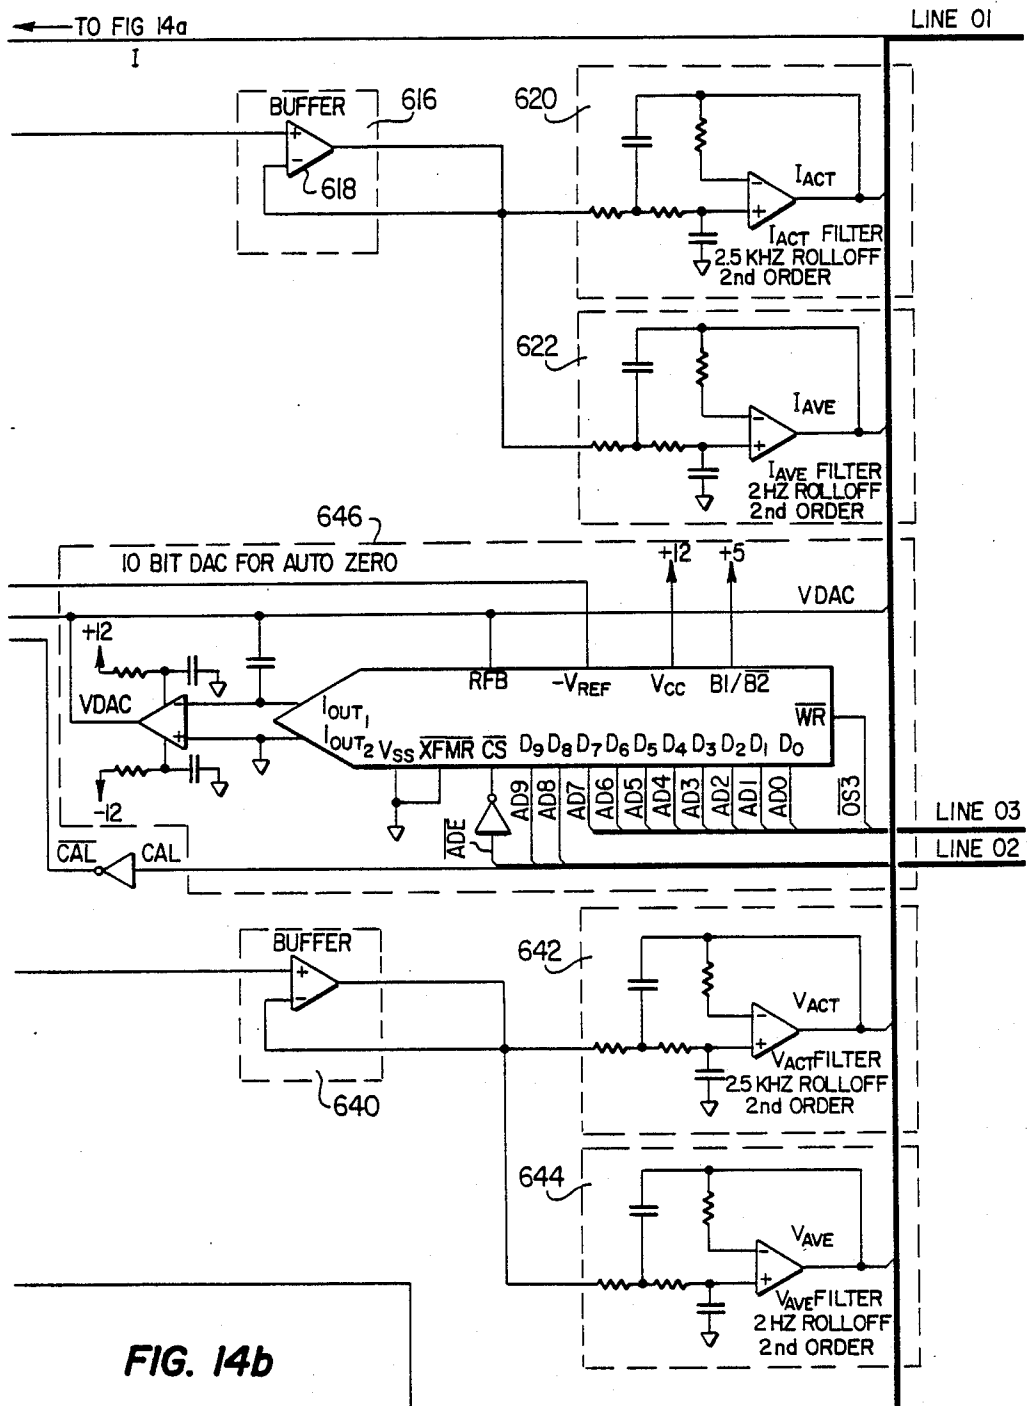 TO FIG 14a
LINE 01
I
BUFFER
616
618
620
IACT
IACT FILTER
2.5 KHZ ROLLOFF
2nd ORDER
622
IAVE
IAVE FILTER
2 HZ ROLLOFF
2nd ORDER
646
10 BIT DAC FOR AUTO ZERO
+12
+5
VDAC
+12
VDAC
-12
RFB
-VREF
VCC
B1/B2
IOUT1
IOUT2
VSS
XFMR
CS
D9 D8 D7 D6 D5 D4 D3 D2 D1 D0
WR
ADE
AD9
AD8
AD7
AD6
AD5
AD4
AD3
AD2
AD1
AD0
OS3
LINE 03
LINE 02
CAL
CAL
BUFFER
640
642
VACT
VACT FILTER
2.5 KHZ ROLLOFF
2nd ORDER
644
VAVE
VAVE FILTER
2 HZ ROLLOFF
2nd ORDER
FIG. 14b